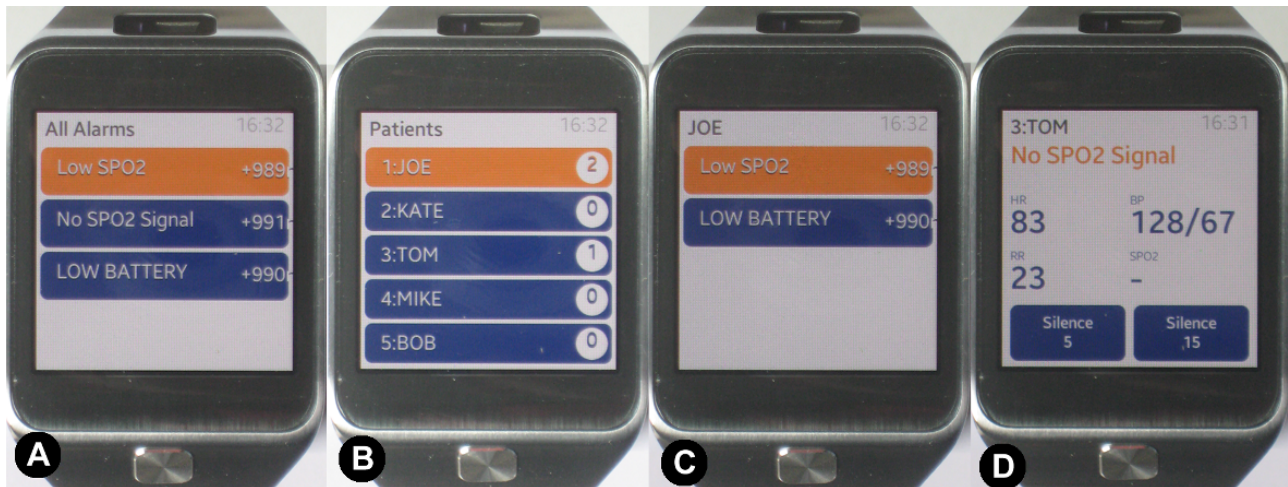 All Alarms 16:32
Low SPO2 +989
No SPO2 Signal +991
LOW BATTERY +990
A
Patients 16:32
1:JOE 2
2:KATE 0
3:TOM 1
4:MIKE 0
5:BOB 0
B
JOE 16:32
Low SPO2 +989
LOW BATTERY +990
C
3:TOM 16:31
No SPO2 Signal
HR BP
83 128/67
RR SPO2
23 -
Silence Silence
5 15
D